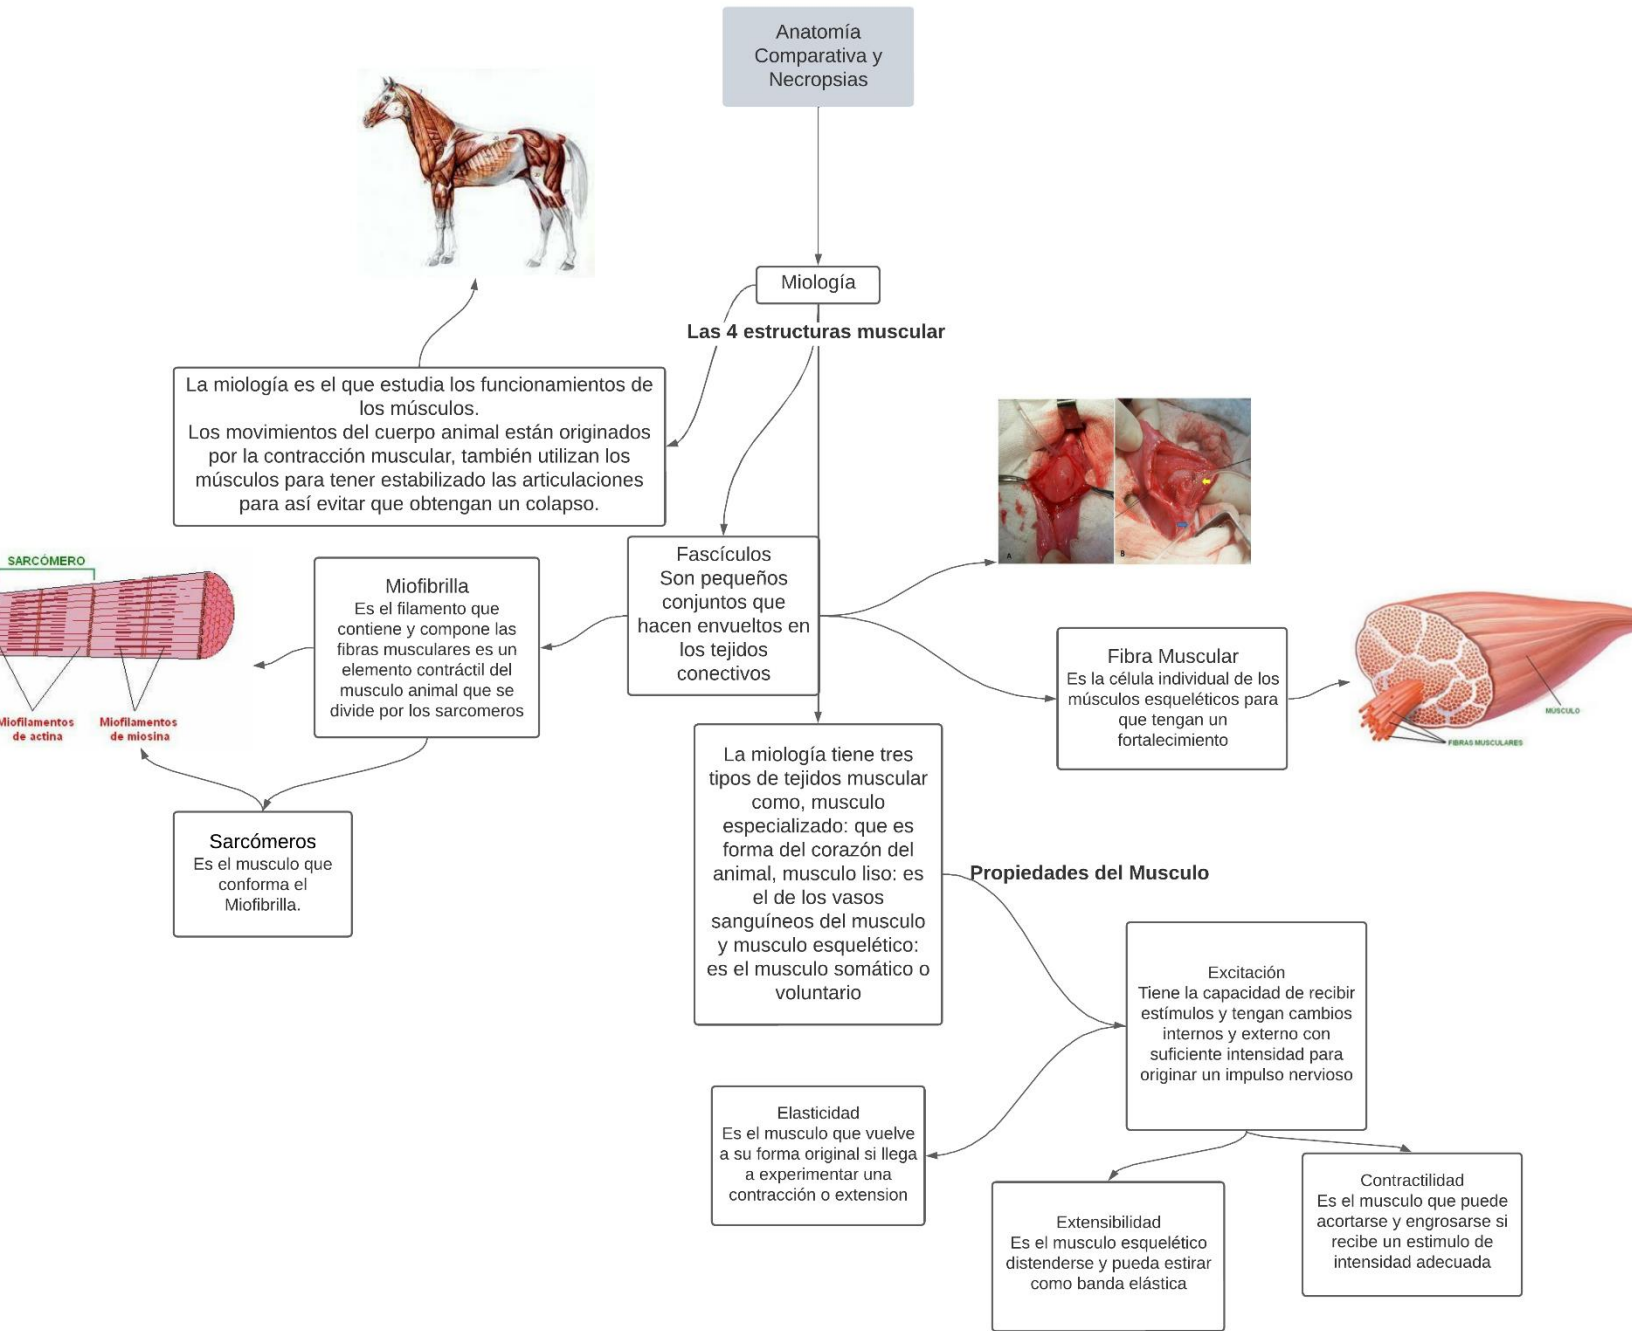 Anatomía
Comparativa y
Necropsias
Miología
Las 4 estructuras muscular
La miología es el que estudia los funcionamientos de
los músculos.
Los movimientos del cuerpo animal están originados
por la contracción muscular, también utilizan los
músculos para tener estabilizado las articulaciones
para así evitar que obtengan un colapso.
Fascículos
Son pequeños
conjuntos que
hacen envueltos en
los tejidos
conectivos
A
B
SARCÓMERO
Miofilamentos
de actina
Miofilamentos
de miosina
Miofibrilla
Es el filamento que
contiene y compone las
fibras musculares es un
elemento contráctil del
musculo animal que se
divide por los sarcomeros
Fibra Muscular
Es la célula individual de los
músculos esqueléticos para
que tengan un
fortalecimiento
MÚSCULO
FIBRAS MUSCULARES
Sarcómeros
Es el musculo que
conforma el
Miofibrilla.
La miología tiene tres
tipos de tejidos muscular
como, musculo
especializado: que es
forma del corazón del
animal, musculo liso: es
el de los vasos
sanguíneos del musculo
y musculo esquelético:
es el musculo somático o
voluntario
Propiedades del Musculo
Excitación
Tiene la capacidad de recibir
estímulos y tengan cambios
internos y externo con
suficiente intensidad para
originar un impulso nervioso
Elasticidad
Es el musculo que vuelve
a su forma original si llega
a experimentar una
contracción o extension
Extensibilidad
Es el musculo esquelético
distenderse y pueda estirar
como banda elástica
Contractilidad
Es el musculo que puede
acortarse y engrosarse si
recibe un estimulo de
intensidad adecuada